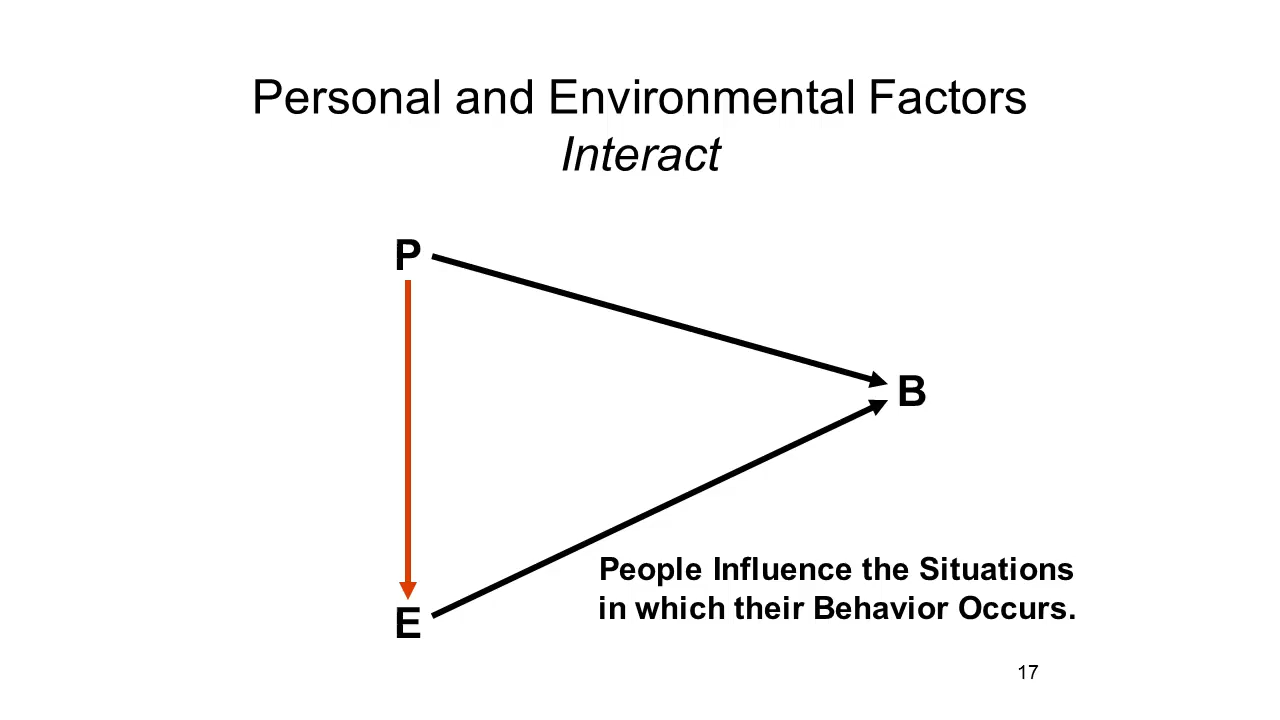 Personal and Environmental Factors
Interact
P
B
E
People Influence the Situations
in which their Behavior Occurs.
17